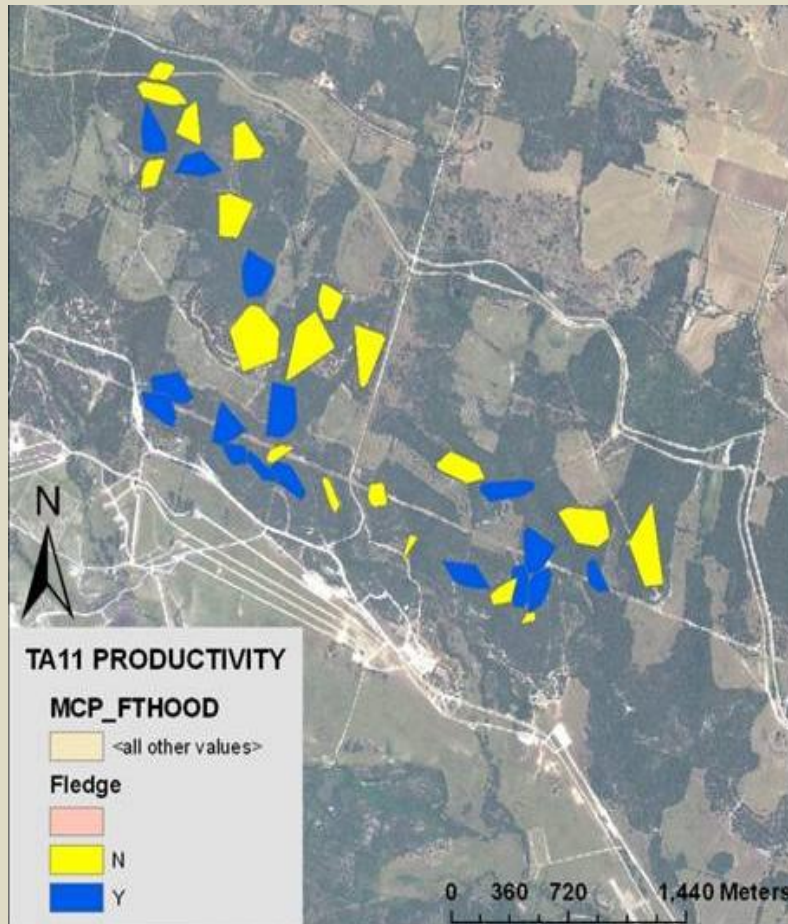 N
TA11 PRODUCTIVITY
MCP_FTHOOD
<all other values>
Fledge
N
Y
0 360 720 1,440 Meters